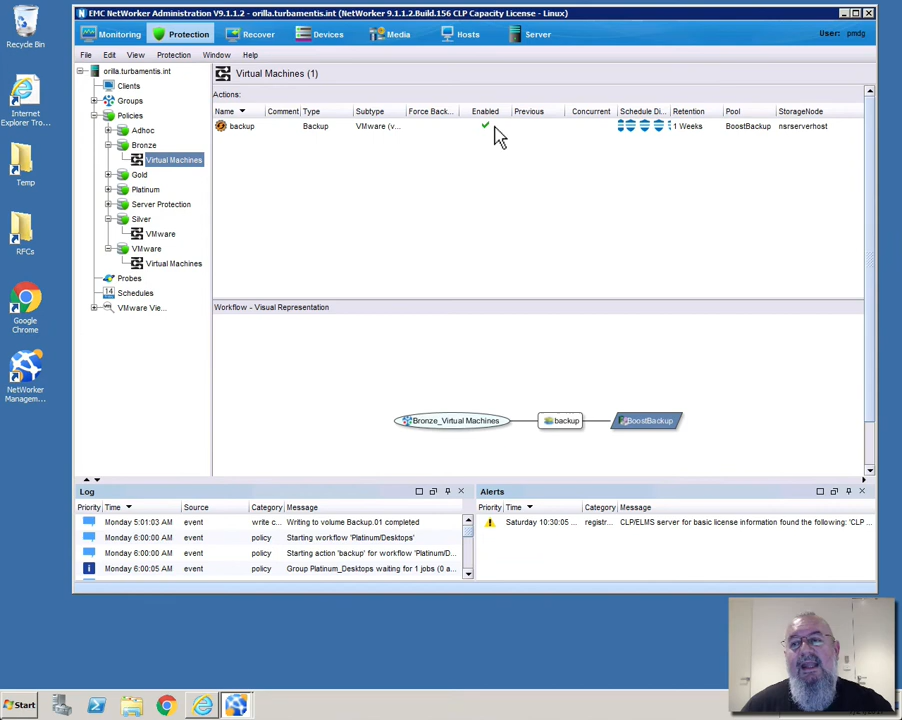 EMC NetWorker Administration V9.1.1.2 - orilla.turbamentis.int (NetWorker 9.1.1.2.Build.156 CLP Capacity License - Linux)
Monitoring Protection Recover Devices Media Hosts Server User: pmdg
File Edit View Protection Window Help
Recycle Bin
Internet Explorer Tro...
Temp
RFCs
Google Chrome
NetWorker Managem...
orilla.turbamentis.int
Clients
Groups
Policies
Adhoc
Bronze
Virtual Machines
Gold
Platinum
Server Protection
Silver
VMware
VMware
Virtual Machines
Probes
14 Schedules
VMware Vie...
Virtual Machines (1)
Actions:
Name Comment Type Subtype Force Back... Enabled Previous Concurrent Schedule Di... Retention Pool StorageNode
backup Backup VMware (v... 1 Weeks BoostBackup nsrserverhost
Workflow - Visual Representation
Bronze_Virtual Machines backup BoostBackup
Log
Priority Time Source Category Message
Monday 5:01:03 AM event write c... Writing to volume Backup.01 completed
Monday 6:00:00 AM event policy Starting workflow 'Platinum/Desktops'
Monday 6:00:00 AM event policy Starting action 'backup' for workflow 'Platinum/D...
Monday 6:00:05 AM event policy Group Platinum_Desktops waiting for 1 jobs (0 a...
Alerts
Priority Time Category Message
Saturday 10:30:05 ... registr... CLP/ELMS server for basic license information found the following: 'CLP ...
Start